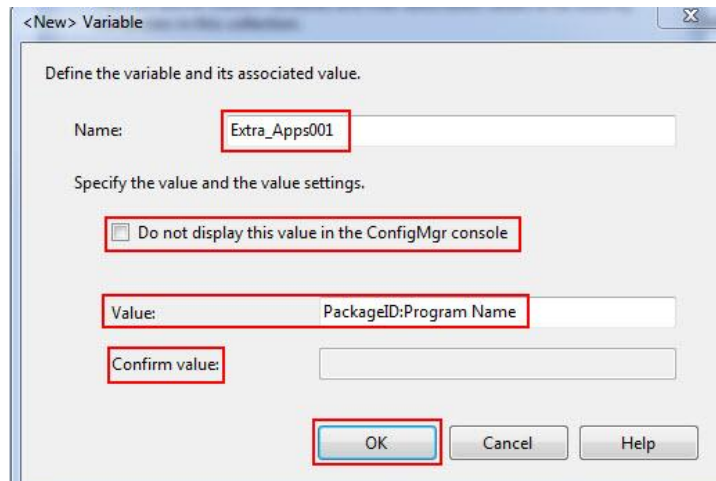 <New> Variable
Define the variable and its associated value.
Name: Extra_Apps001
Specify the value and the value settings.
Do not display this value in the ConfigMgr console
Value: PackageID:Program Name
Confirm value:
OK Cancel Help